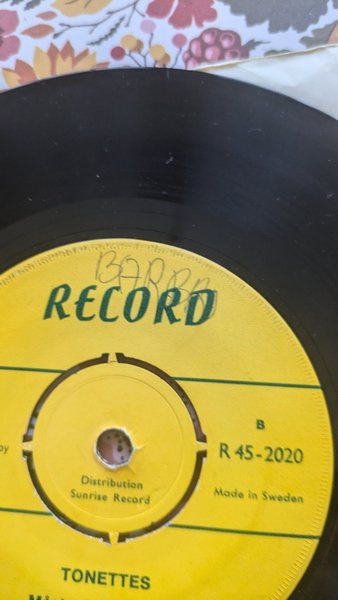 BARBRO
RECORD
B
R 45-2020
Distribution
Sunrise Record
Made in Sweden
TONETTES